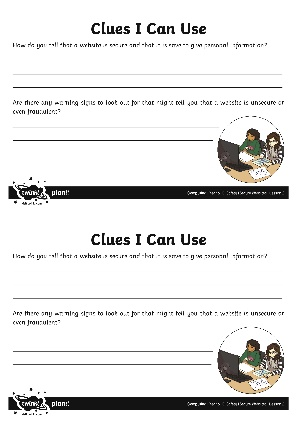 Clues I Can Use
How do you tell that a website is secure and that it is safe to give personal information?
Are there any warning signs to look out for that might tell you that a website is unsecure or
even fraudulent?
twinkl planit
Clues I Can Use
How do you tell that a website is secure and that it is safe to give personal information?
Are there any warning signs to look out for that might tell you that a website is unsecure or
even fraudulent?
twinkl planit